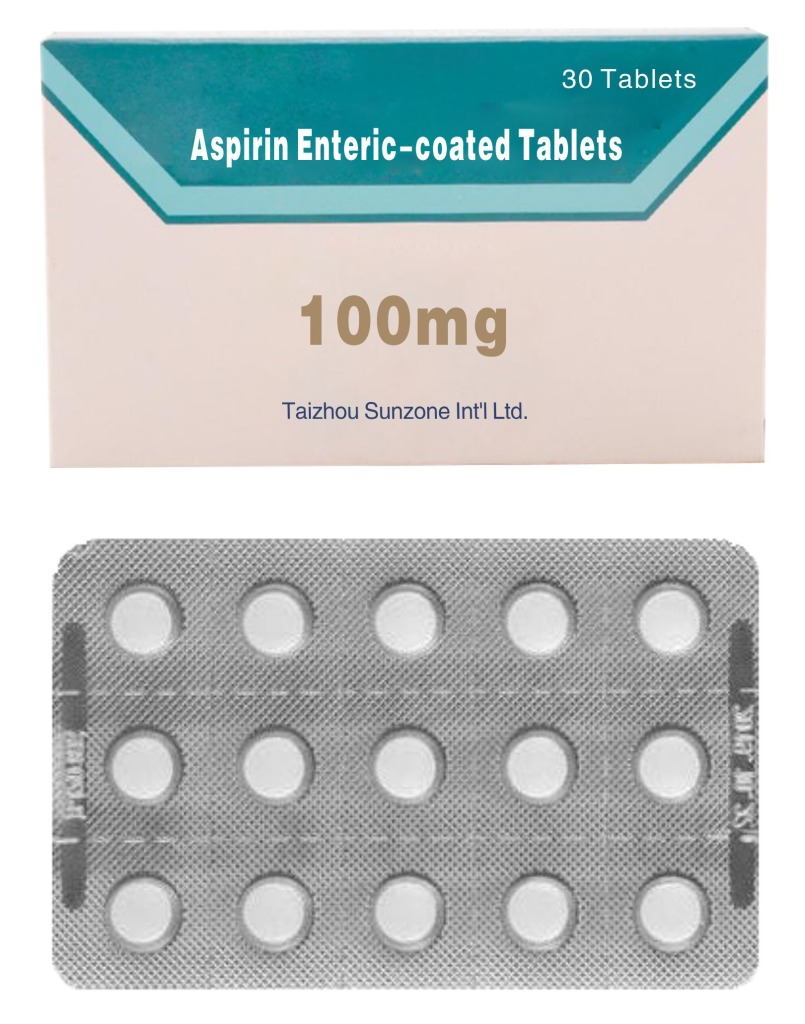 30 Tablets
Aspirin Enteric-coated Tablets
100mg
Taizhou Sunzone Int'l Ltd.